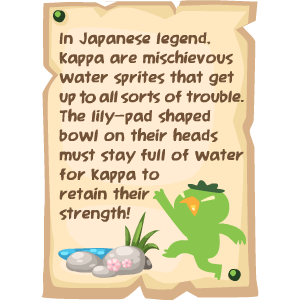 In Japanese legend,
Kappa are mischievous
water sprites that get
up to all sorts of trouble.
The lily-pad shaped
bowl on their heads
must stay full of water
for Kappa to
retain their
strength!